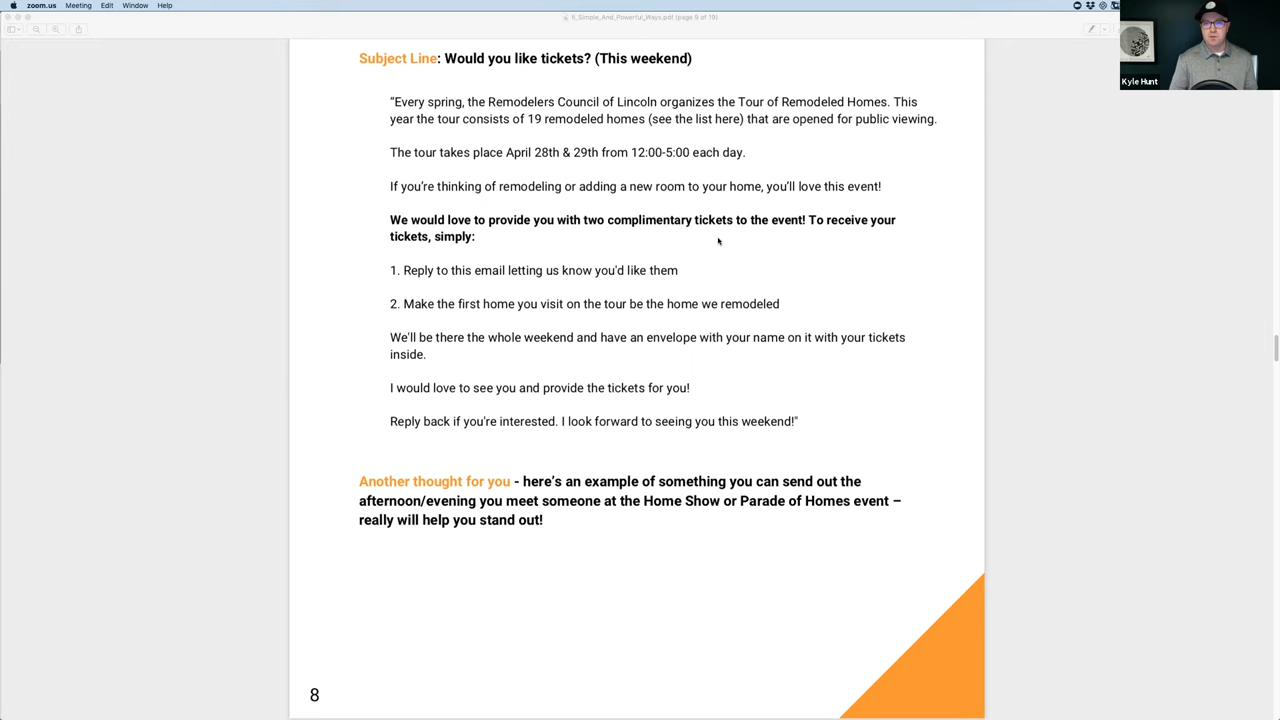 zoom.us Meeting Edit Window Help
6_Simple_And_Powerful_Ways.pdf (page 9 of 19)
Kyle Hunt
Subject Line: Would you like tickets? (This weekend)
“Every spring, the Remodelers Council of Lincoln organizes the Tour of Remodeled Homes. This
year the tour consists of 19 remodeled homes (see the list here) that are opened for public viewing.
The tour takes place April 28th & 29th from 12:00-5:00 each day.
If you’re thinking of remodeling or adding a new room to your home, you’ll love this event!
We would love to provide you with two complimentary tickets to the event! To receive your
tickets, simply:
1. Reply to this email letting us know you'd like them
2. Make the first home you visit on the tour be the home we remodeled
We'll be there the whole weekend and have an envelope with your name on it with your tickets
inside.
I would love to see you and provide the tickets for you!
Reply back if you're interested. I look forward to seeing you this weekend!"
Another thought for you - here’s an example of something you can send out the
afternoon/evening you meet someone at the Home Show or Parade of Homes event –
really will help you stand out!
8